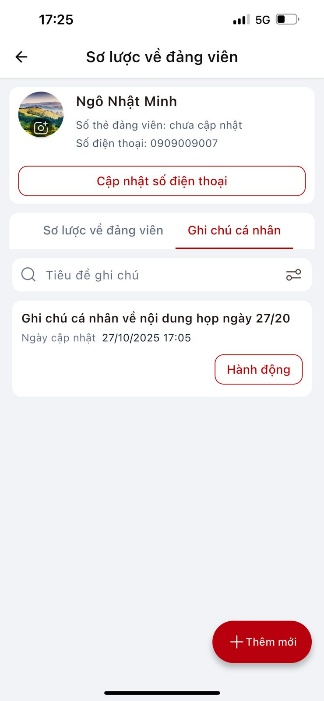 17:25
5G
Sơ lược về đảng viên
Ngô Nhật Minh
Số thẻ đảng viên: chưa cập nhật
Số điện thoại: 0909009007
Cập nhật số điện thoại
Sơ lược về đảng viên
Ghi chú cá nhân
Tiêu đề ghi chú
Ghi chú cá nhân về nội dung họp ngày 27/20
Ngày cập nhật 27/10/2025 17:05
Hành động
Thêm mới